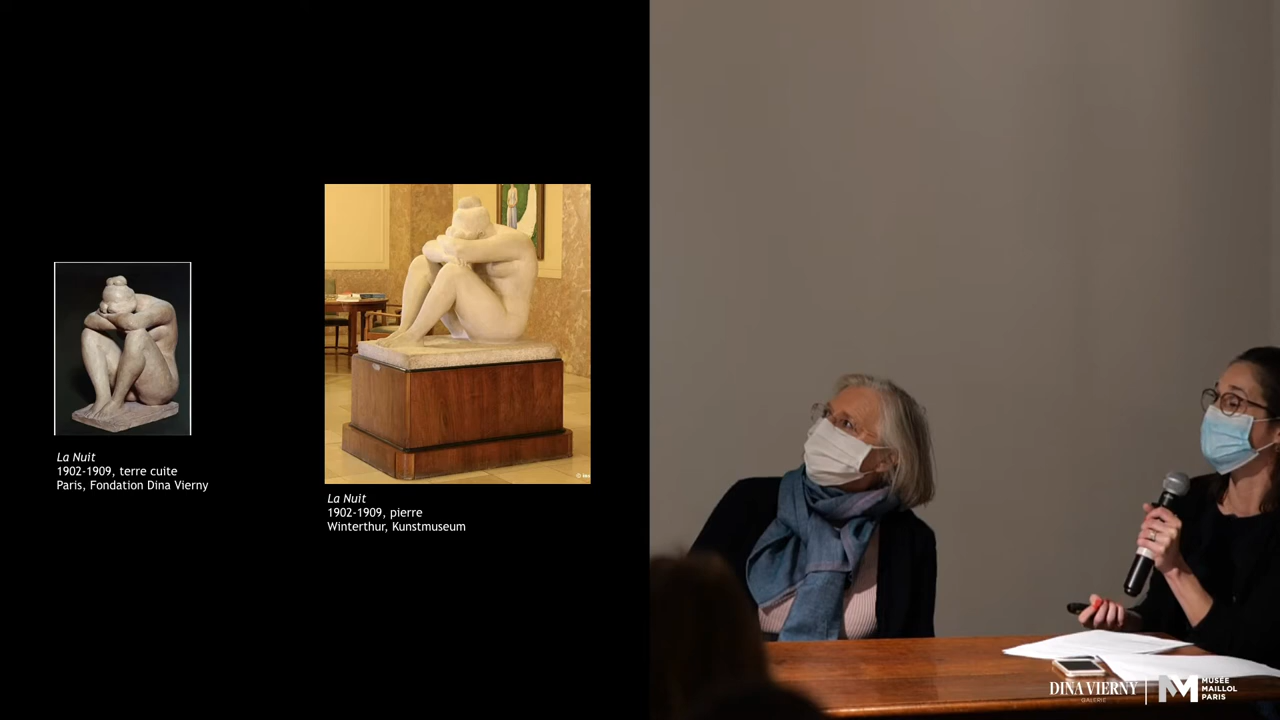 La Nuit
1902-1909, terre cuite
Paris, Fondation Dina Vierny
La Nuit
1902-1909, pierre
Winterthur, Kunstmuseum
DINA VIERNY
GALERIE
MUSÉE
MAILLOL
PARIS